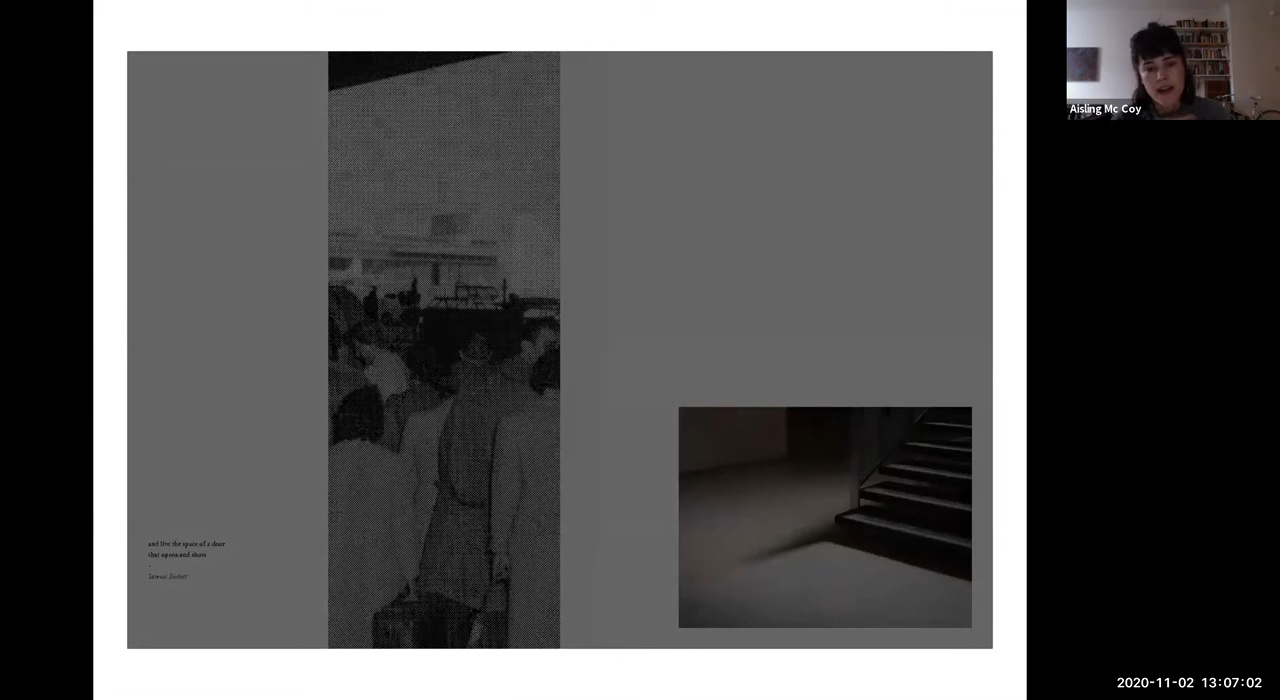 and live the space of a door
that opens and shuts
-
Samuel Beckett
Aisling Mc Coy
2020-11-02 13:07:02